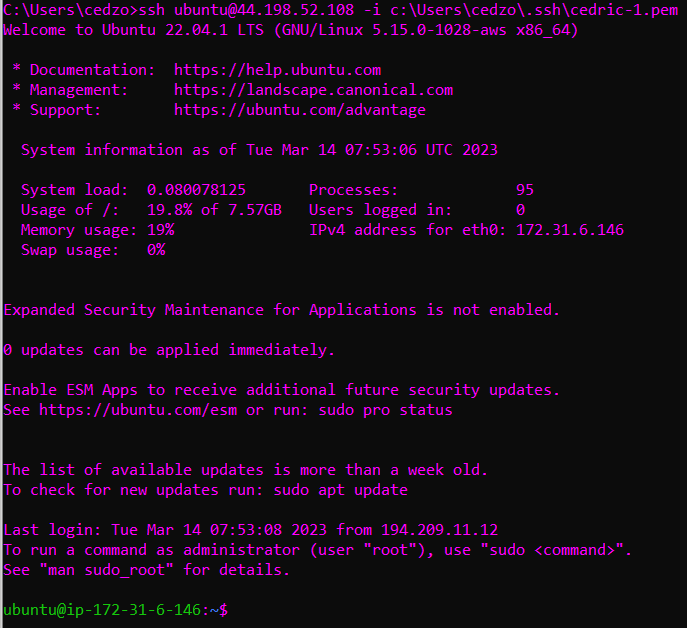 C:\Users\cedzo>ssh ubuntu@44.198.52.108 -i c:\Users\cedzo\.ssh\cedric-1.pem
Welcome to Ubuntu 22.04.1 LTS (GNU/Linux 5.15.0-1028-aws x86_64)
* Documentation:  https://help.ubuntu.com
* Management:     https://landscape.canonical.com
* Support:        https://ubuntu.com/advantage
System information as of Tue Mar 14 07:53:06 UTC 2023
System load:  0.080078125       Processes:             95
Usage of /:   19.8% of 7.57GB   Users logged in:       0
Memory usage: 19%               IPv4 address for eth0: 172.31.6.146
Swap usage:   0%
Expanded Security Maintenance for Applications is not enabled.
0 updates can be applied immediately.
Enable ESM Apps to receive additional future security updates.
See https://ubuntu.com/esm or run: sudo pro status
The list of available updates is more than a week old.
To check for new updates run: sudo apt update
Last login: Tue Mar 14 07:53:08 2023 from 194.209.11.12
To run a command as administrator (user "root"), use "sudo <command>".
See "man sudo_root" for details.
ubuntu@ip-172-31-6-146:~$